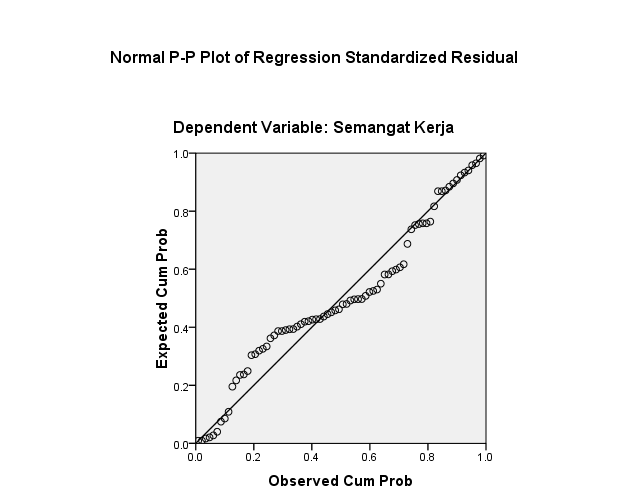 Normal P-P Plot of Regression Standardized Residual
Dependent Variable: Semangat Kerja
Expected Cum Prob
1.0
0.8
0.6
0.4
0.2
0.0
0.0 0.2 0.4 0.6 0.8 1.0
Observed Cum Prob